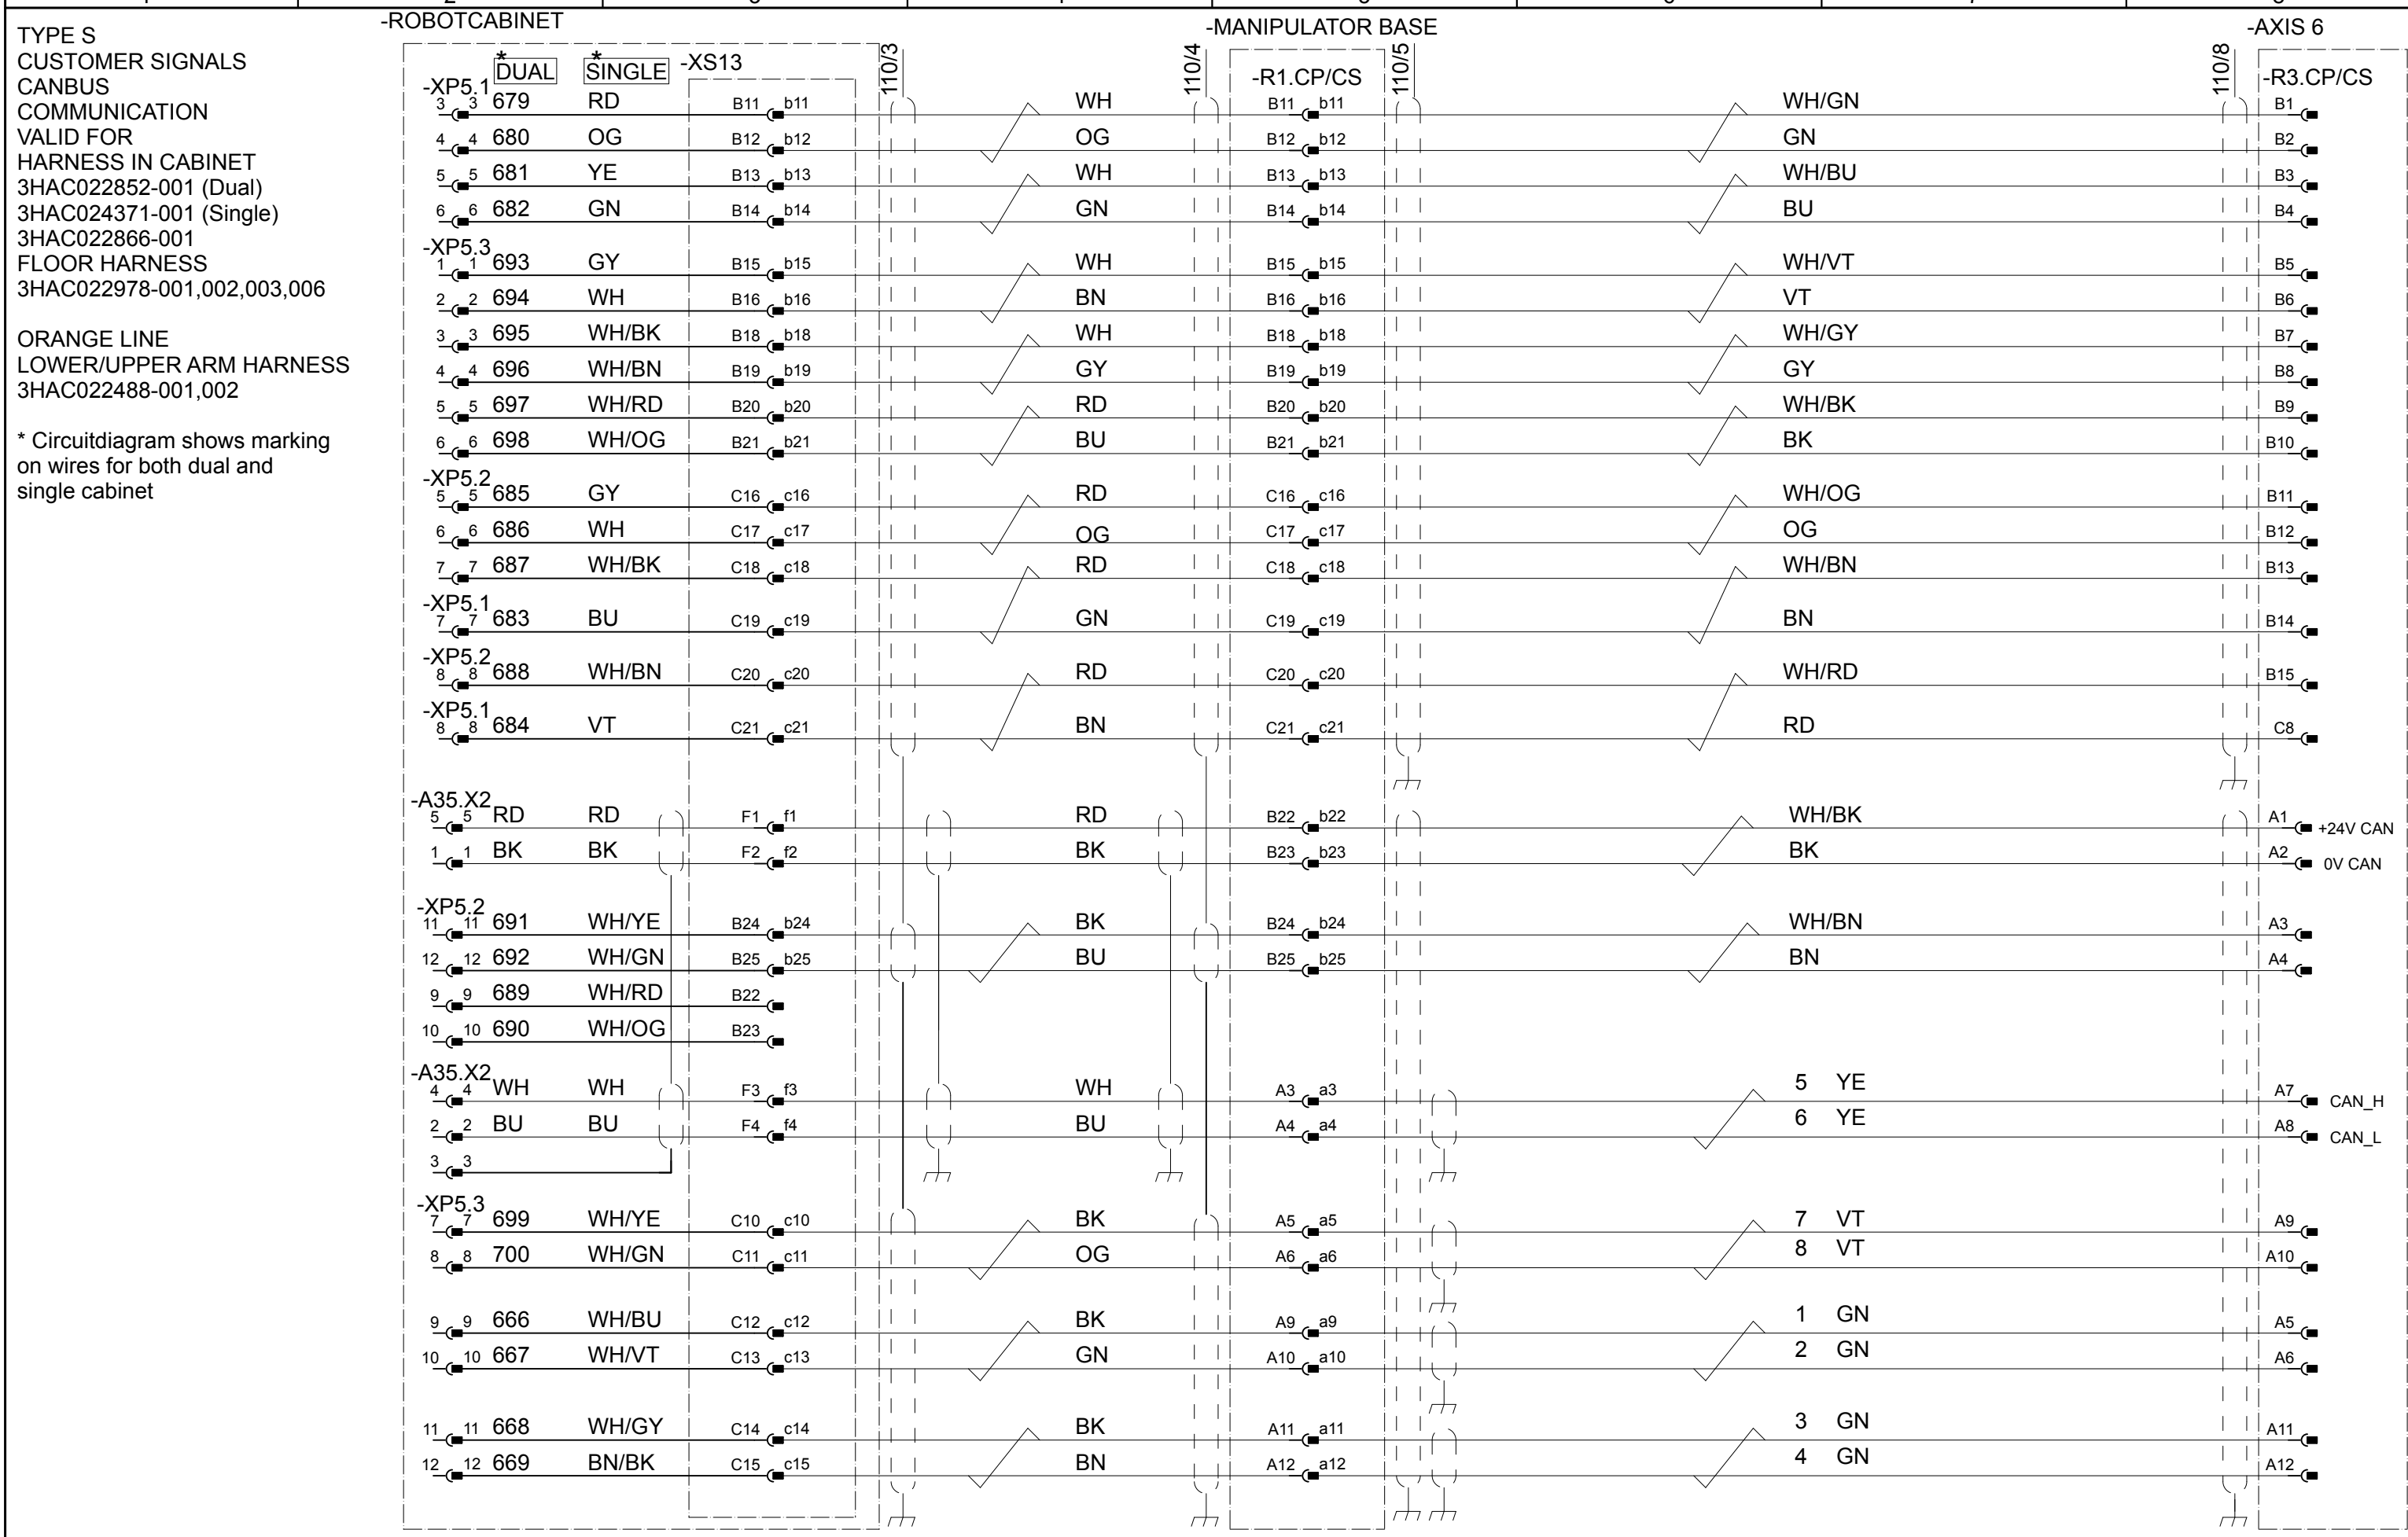 -ROBOTCABINET
-MANIPULATOR BASE
-AXIS 6
TYPE S
CUSTOMER SIGNALS
CANBUS
COMMUNICATION
VALID FOR
HARNESS IN CABINET
3HAC022852-001 (Dual)
3HAC024371-001 (Single)
3HAC022866-001
FLOOR HARNESS
3HAC022978-001,002,003,006
ORANGE LINE
LOWER/UPPER ARM HARNESS
3HAC022488-001,002
* Circuitdiagram shows marking
on wires for both dual and
single cabinet
* *
DUAL SINGLE -XS13 110/3 110/4 -R1.CP/CS 110/5 110/8 -R3.CP/CS
-XP5.1
3 3 679 RD B11 b11 WH B11 b11 WH/GN B1
4 4 680 OG B12 b12 OG B12 b12 GN B2
5 5 681 YE B13 b13 WH B13 b13 WH/BU B3
6 6 682 GN B14 b14 GN B14 b14 BU B4
-XP5.3
1 1 693 GY B15 b15 WH B15 b15 WH/VT B5
2 2 694 WH B16 b16 BN B16 b16 VT B6
3 3 695 WH/BK B18 b18 WH B18 b18 WH/GY B7
4 4 696 WH/BN B19 b19 GY B19 b19 GY B8
5 5 697 WH/RD B20 b20 RD B20 b20 WH/BK B9
6 6 698 WH/OG B21 b21 BU B21 b21 BK B10
-XP5.2
5 5 685 GY C16 c16 RD C16 c16 WH/OG B11
6 6 686 WH C17 c17 OG C17 c17 OG B12
7 7 687 WH/BK C18 c18 RD C18 c18 WH/BN B13
-XP5.1
7 7 683 BU C19 c19 GN C19 c19 BN B14
-XP5.2
8 8 688 WH/BN C20 c20 RD C20 c20 WH/RD B15
-XP5.1
8 8 684 VT C21 c21 BN C21 c21 RD C8
-A35.X2
5 5 RD RD F1 f1 RD B22 b22 WH/BK A1 +24V CAN
1 1 BK BK F2 f2 BK B23 b23 BK A2 0V CAN
-XP5.2
11 11 691 WH/YE B24 b24 BK B24 b24 WH/BN A3
12 12 692 WH/GN B25 b25 BU B25 b25 BN A4
9 9 689 WH/RD B22
10 10 690 WH/OG B23
-A35.X2
4 4 WH WH F3 f3 WH A3 a3 5 YE A7 CAN_H
2 2 BU BU F4 f4 BU A4 a4 6 YE A8 CAN_L
3 3
-XP5.3
7 7 699 WH/YE C10 c10 BK A5 a5 7 VT A9
8 8 700 WH/GN C11 c11 OG A6 a6 8 VT A10
9 9 666 WH/BU C12 c12 BK A9 a9 1 GN A5
10 10 667 WH/VT C13 c13 GN A10 a10 2 GN A6
11 11 668 WH/GY C14 c14 BK A11 a11 3 GN A11
12 12 669 BN/BK C15 c15 BN A12 a12 4 GN A12